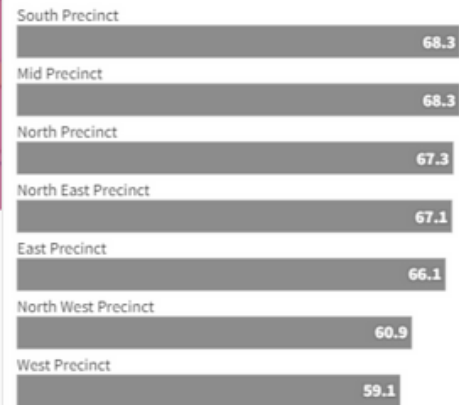 South Precinct
68.3
Mid Precinct
68.3
North Precinct
67.3
North East Precinct
67.1
East Precinct
66.1
North West Precinct
60.9
West Precinct
59.1